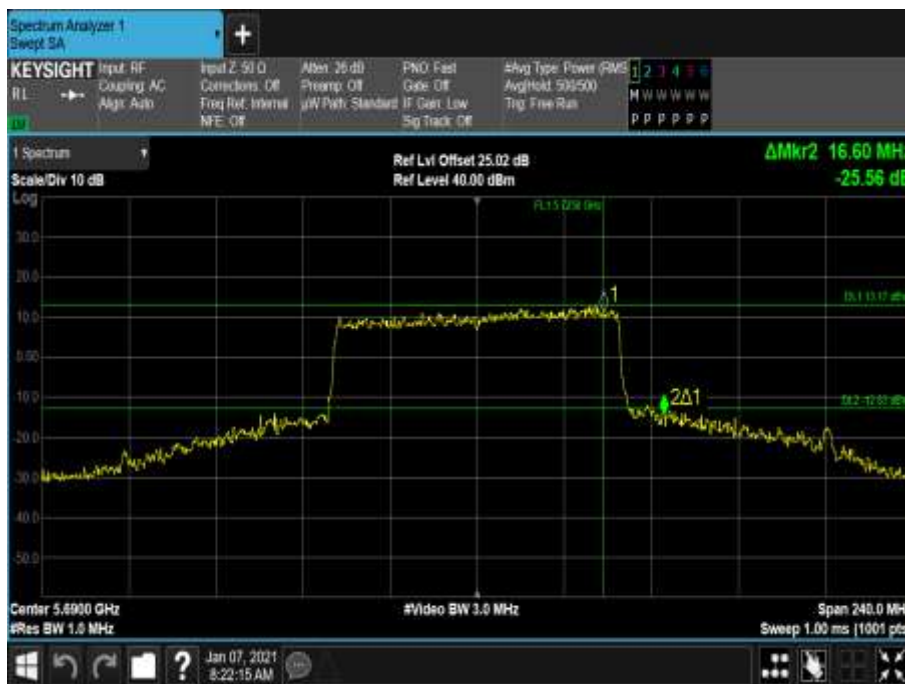 Spectrum Analyzer 1
Swept SA
+
KEYSIGHT Input: RF Input Z: 50 Ω Atten: 26 dB PNO: Fast #Avg Type: Power (RMS 1 2 3 4 5 6
RL Coupling: AC Corrections: Off Preamp: Off Gate: Off Avg|Hold: 500/500 M W W W W W
Align: Auto Freq Ref: Internal µW Path: Standard IF Gain: Low Trig: Free Run
NFE: Off Sig Track: Off P P P P P P
1 Spectrum
Scale/Div 10 dB
Ref Lvl Offset 25.02 dB
Ref Level 40.00 dBm
ΔMkr2 16.60 MHz
-25.56 dB
Log
30.0
20.0
10.0
0.00
-10.0
-20.0
-30.0
-40.0
-50.0
1
2Δ1
DL1 13.17 dBm
Center 5.6900 GHz #Video BW 3.0 MHz Span 240.0 MH
#Res BW 1.0 MHz Sweep 1.00 ms (1001 pts
? Jan 07, 2021
8:22:15 AM